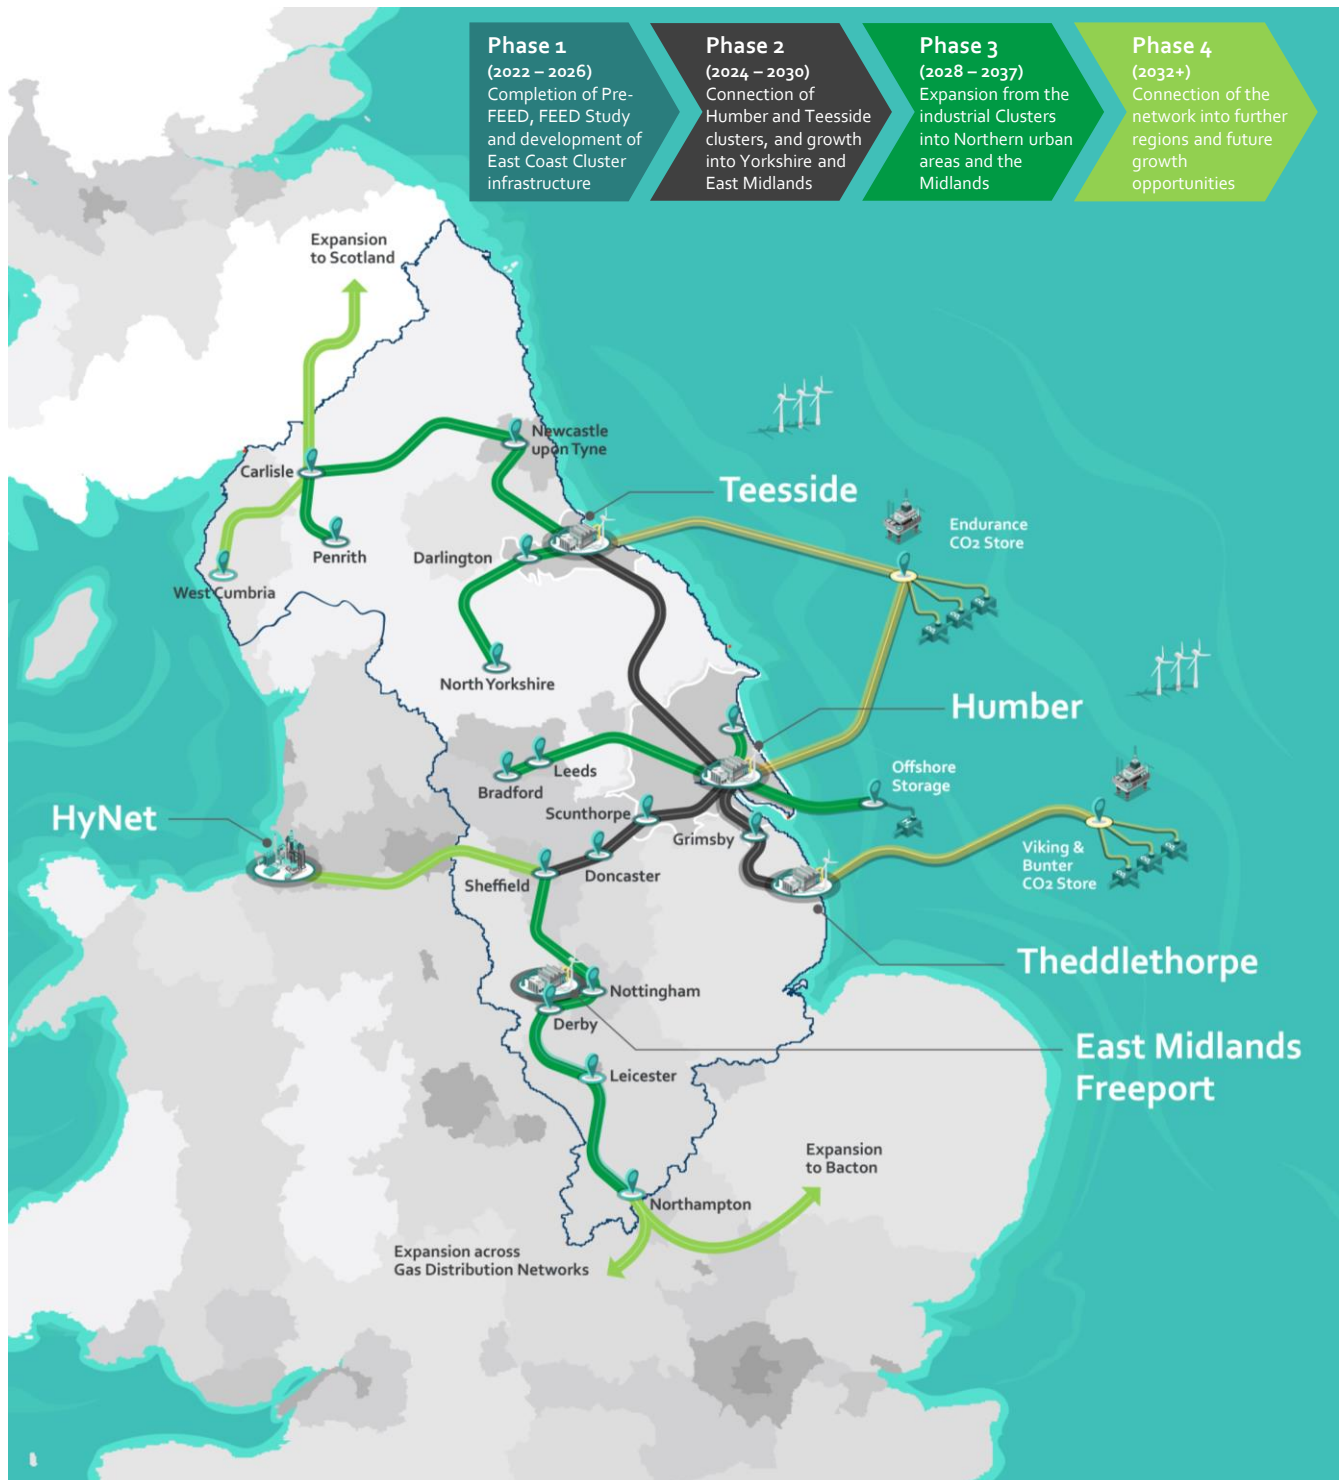 Phase 1
(2022 – 2026)
Completion of Pre-
FEED, FEED Study
and development of
East Coast Cluster
infrastructure
Phase 2
(2024 – 2030)
Connection of
Humber and Teesside
clusters, and growth
into Yorkshire and
East Midlands
Phase 3
(2028 – 2037)
Expansion from the
industrial Clusters
into Northern urban
areas and the
Midlands
Phase 4
(2032+)
Connection of the
network into further
regions and future
growth
opportunities
Expansion
to Scotland
Newcastle
upon Tyne
Carlisle
Teesside
Endurance
CO2 Store
Penrith
Darlington
West Cumbria
North Yorkshire
Humber
Leeds
Bradford
Offshore
Storage
HyNet
Scunthorpe
Grimsby
Viking &
Bunter
CO2 Store
Sheffield
Doncaster
Theddlethorpe
Nottingham
Derby
East Midlands
Freeport
Leicester
Expansion
to Bacton
Northampton
Expansion across
Gas Distribution Networks